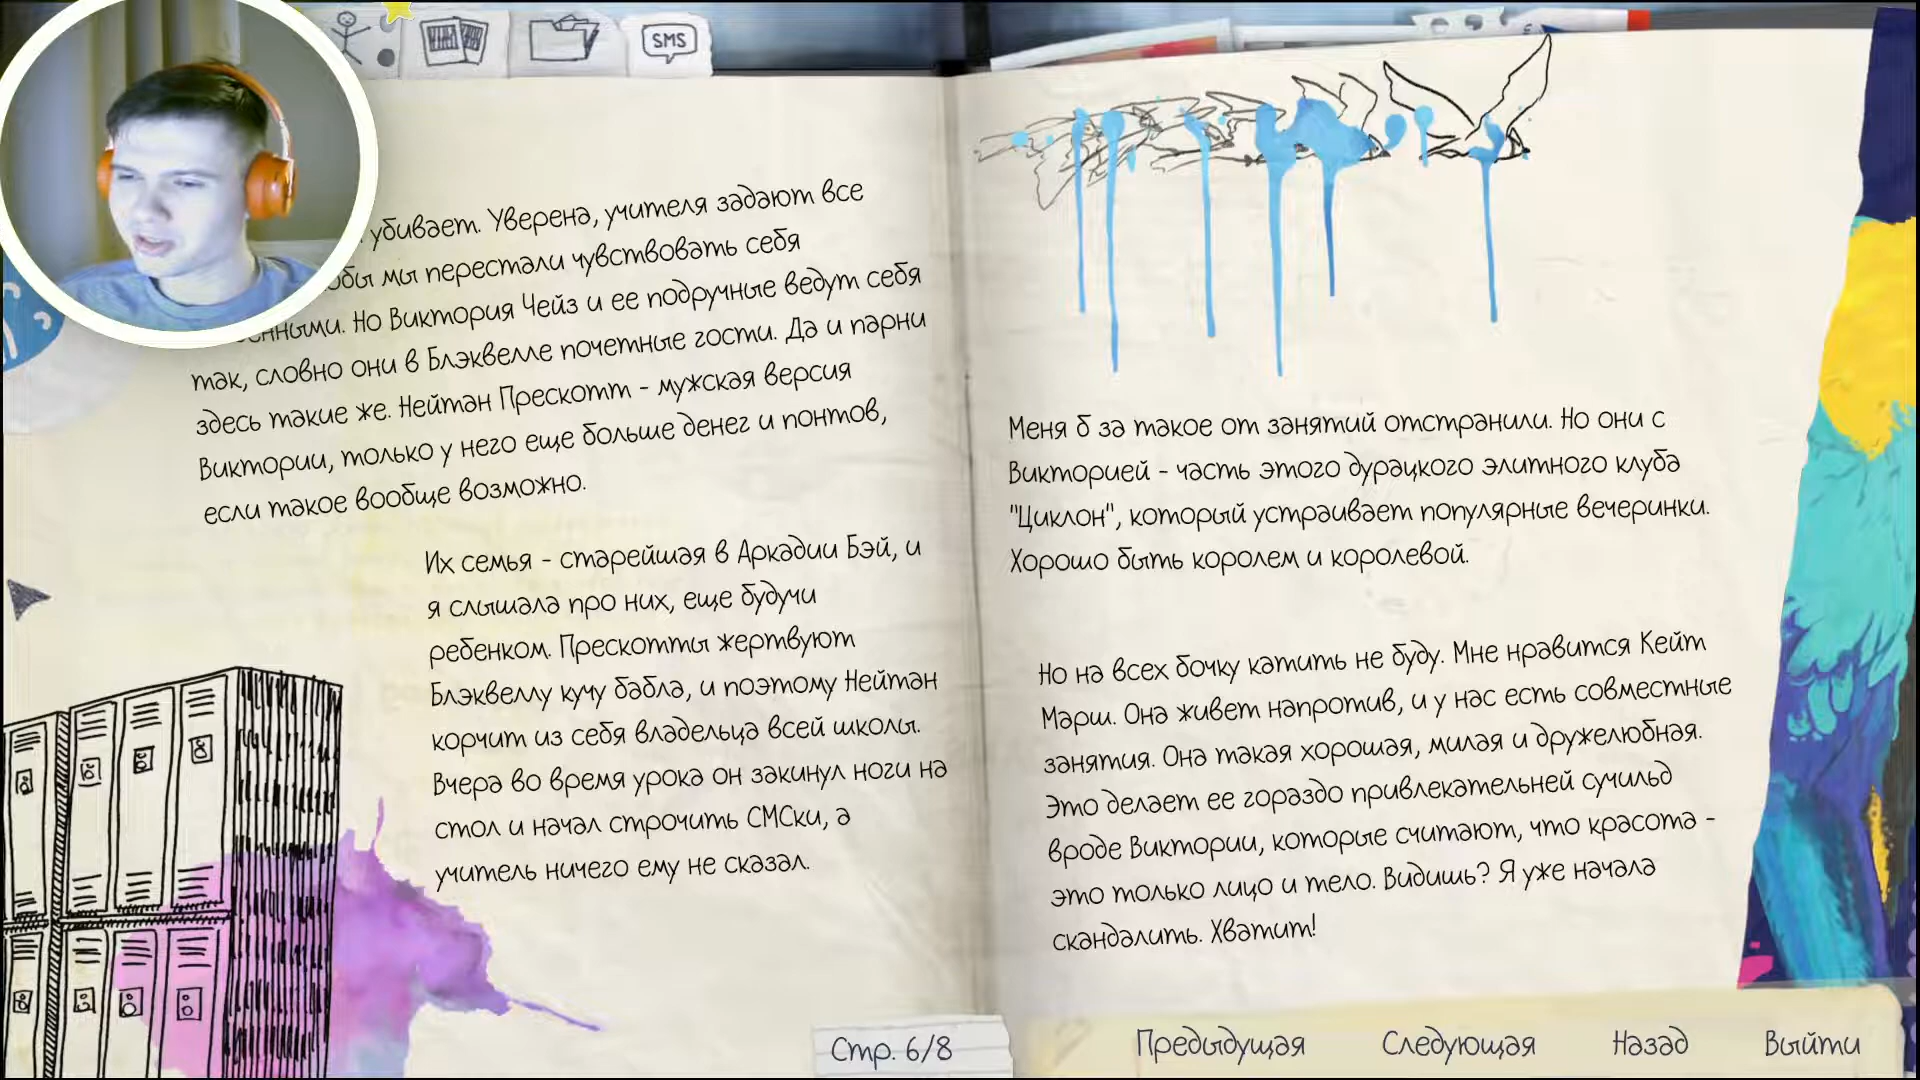 SMS
убивает. Уверена, учителя задают все
мы перестали чувствовать себя
Но Виктория Чейз и ее подручные ведут себя
так, словно они в Блэквелле почетные гости. Да и парни
здесь такие же. Нейтан Прескотт - мужская версия
Виктории, только у него еще больше денег и понтов,
если такое вообще возможно.
Их семья - старейшая в Аркадии Бэй, и
я слышала про них, еще будучи
ребенком. Прескотты жертвуют
Блэквеллу кучу бабла, и поэтому Нейтан
корчит из себя владельца всей школы.
Вчера во время урока он закинул ноги на
стол и начал строчить СМСки, а
учитель ничего ему не сказал.
Меня б за такое от занятий отстранили. Но они с
Викторией - часть этого дурацкого элитного клуба
"Циклон", который устраивает популярные вечеринки.
Хорошо быть королем и королевой.
Но на всех бочку катить не буду. Мне нравится Кейт
Марш. Она живет напротив, и у нас есть совместные
занятия. Она такая хорошая, милая и дружелюбная.
Это делает ее гораздо привлекательней сучильд
вроде Виктории, которые считают, что красота -
это только лицо и тело. Видишь? Я уже начала
скандалить. Хватит!
Стр. 6/8
Предыдущая Следующая Назад Выйти